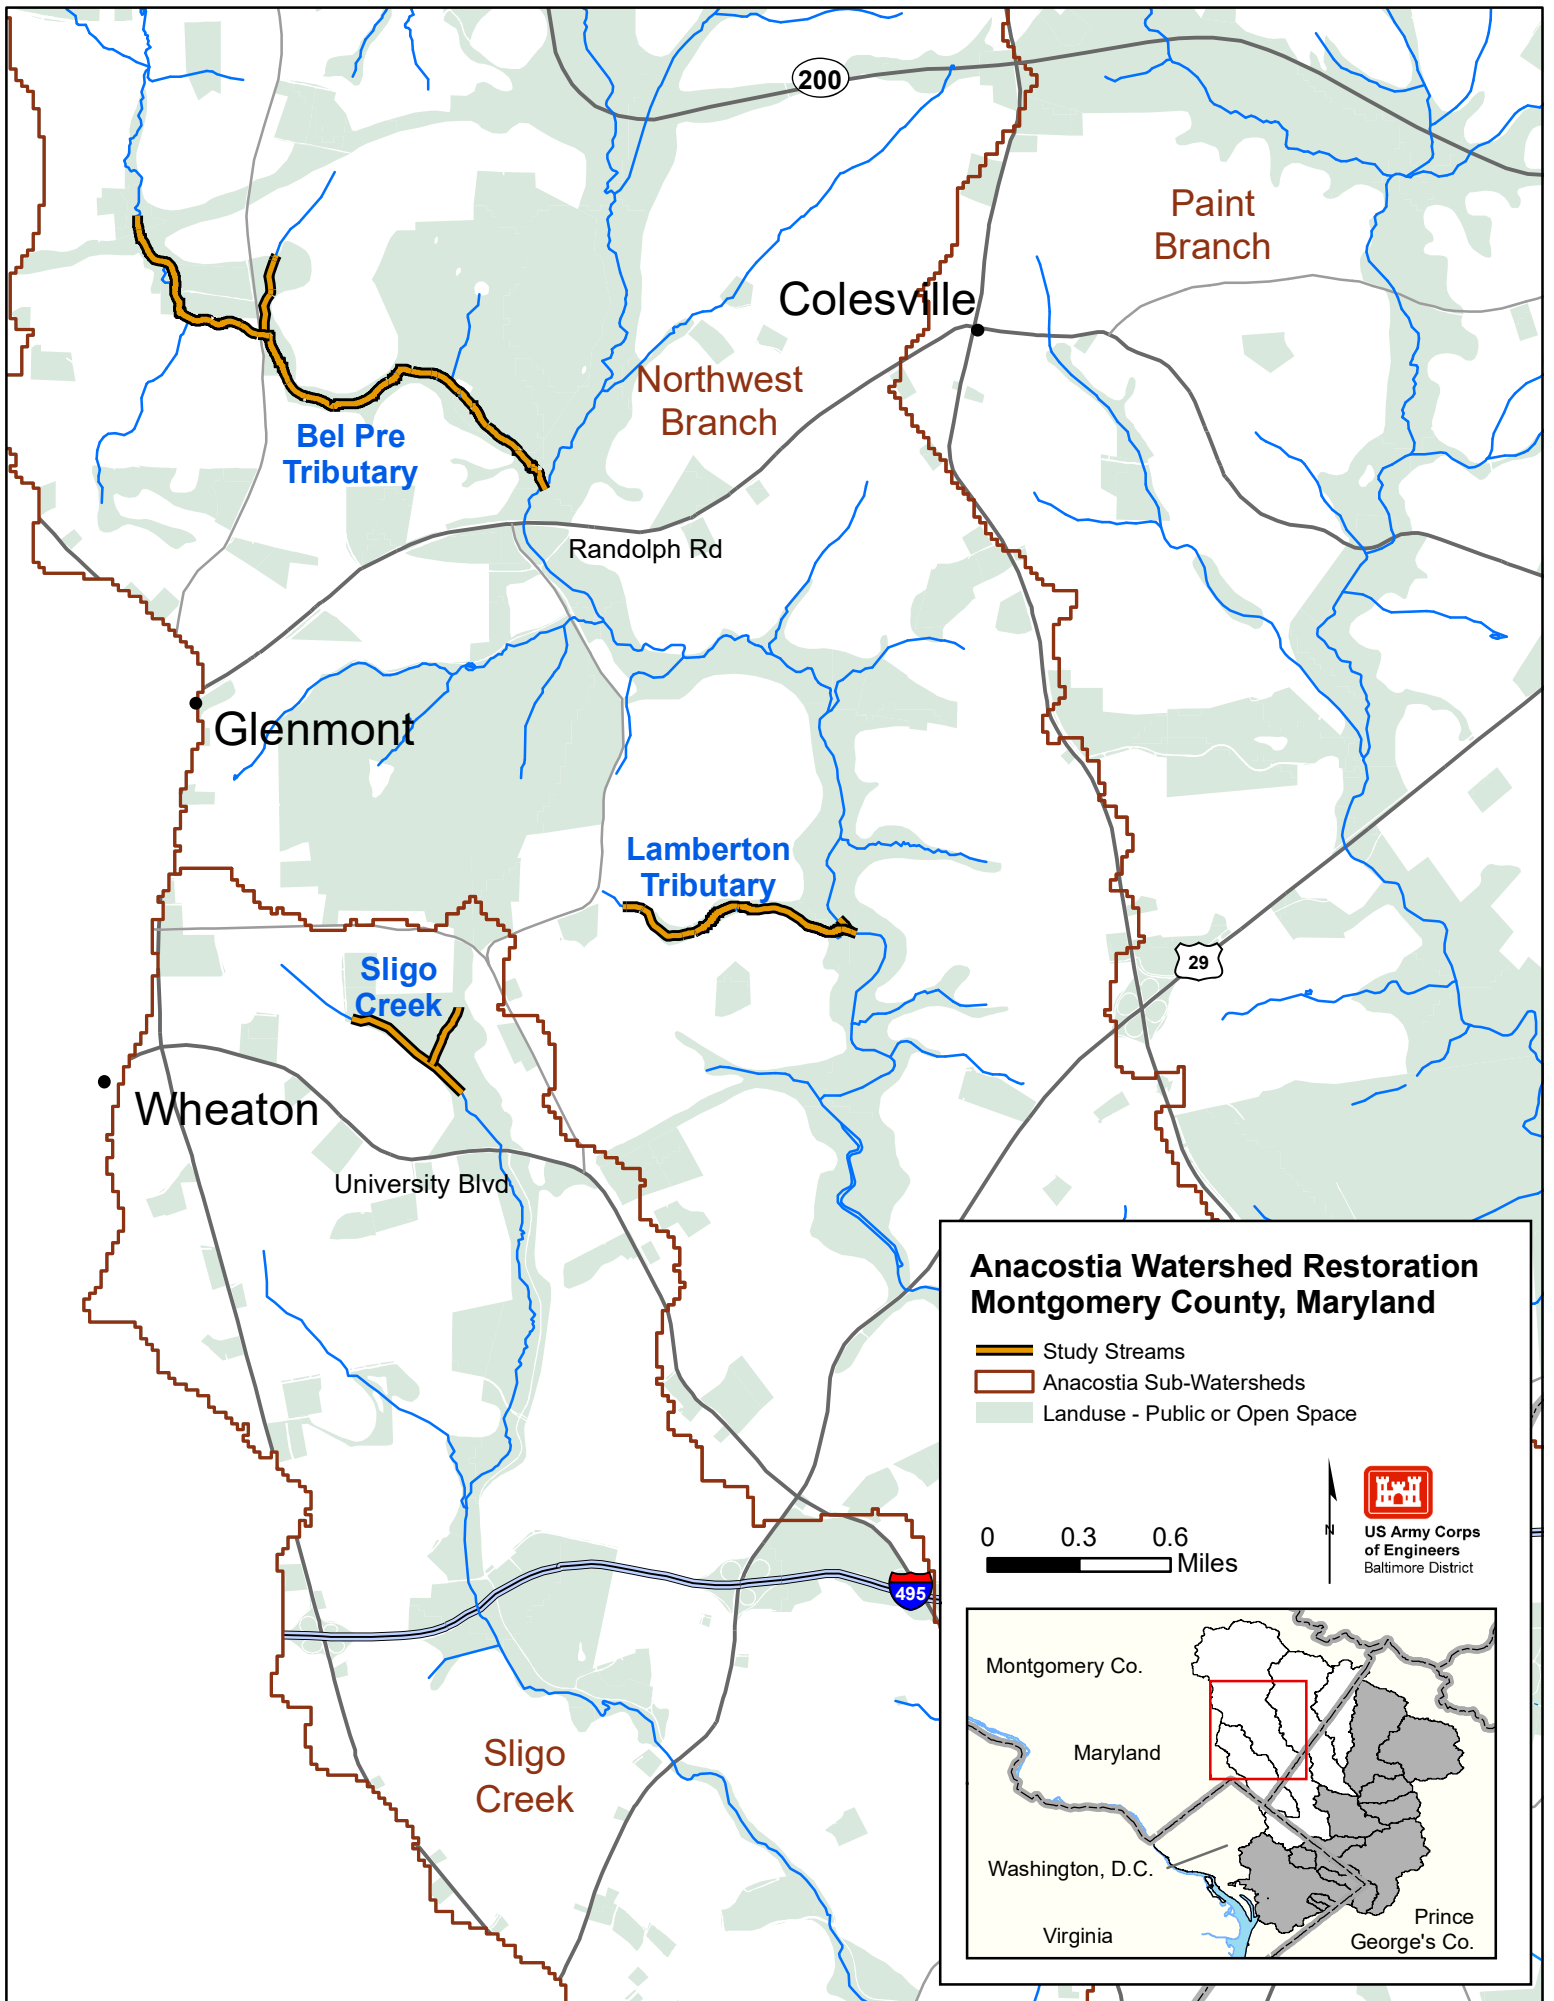 200
Paint
Branch
Colesville
Northwest
Branch
Bel Pre
Tributary
Randolph Rd
Glenmont
Lamberton
Tributary
Sligo
Creek
29
Wheaton
University Blvd
Anacostia Watershed Restoration
Montgomery County, Maryland
Study Streams
Anacostia Sub-Watersheds
Landuse - Public or Open Space
0 0.3 0.6
Miles
N
US Army Corps
of Engineers
Baltimore District
495
Sligo
Creek
Montgomery Co.
Maryland
Washington, D.C.
Virginia
Prince
George's Co.